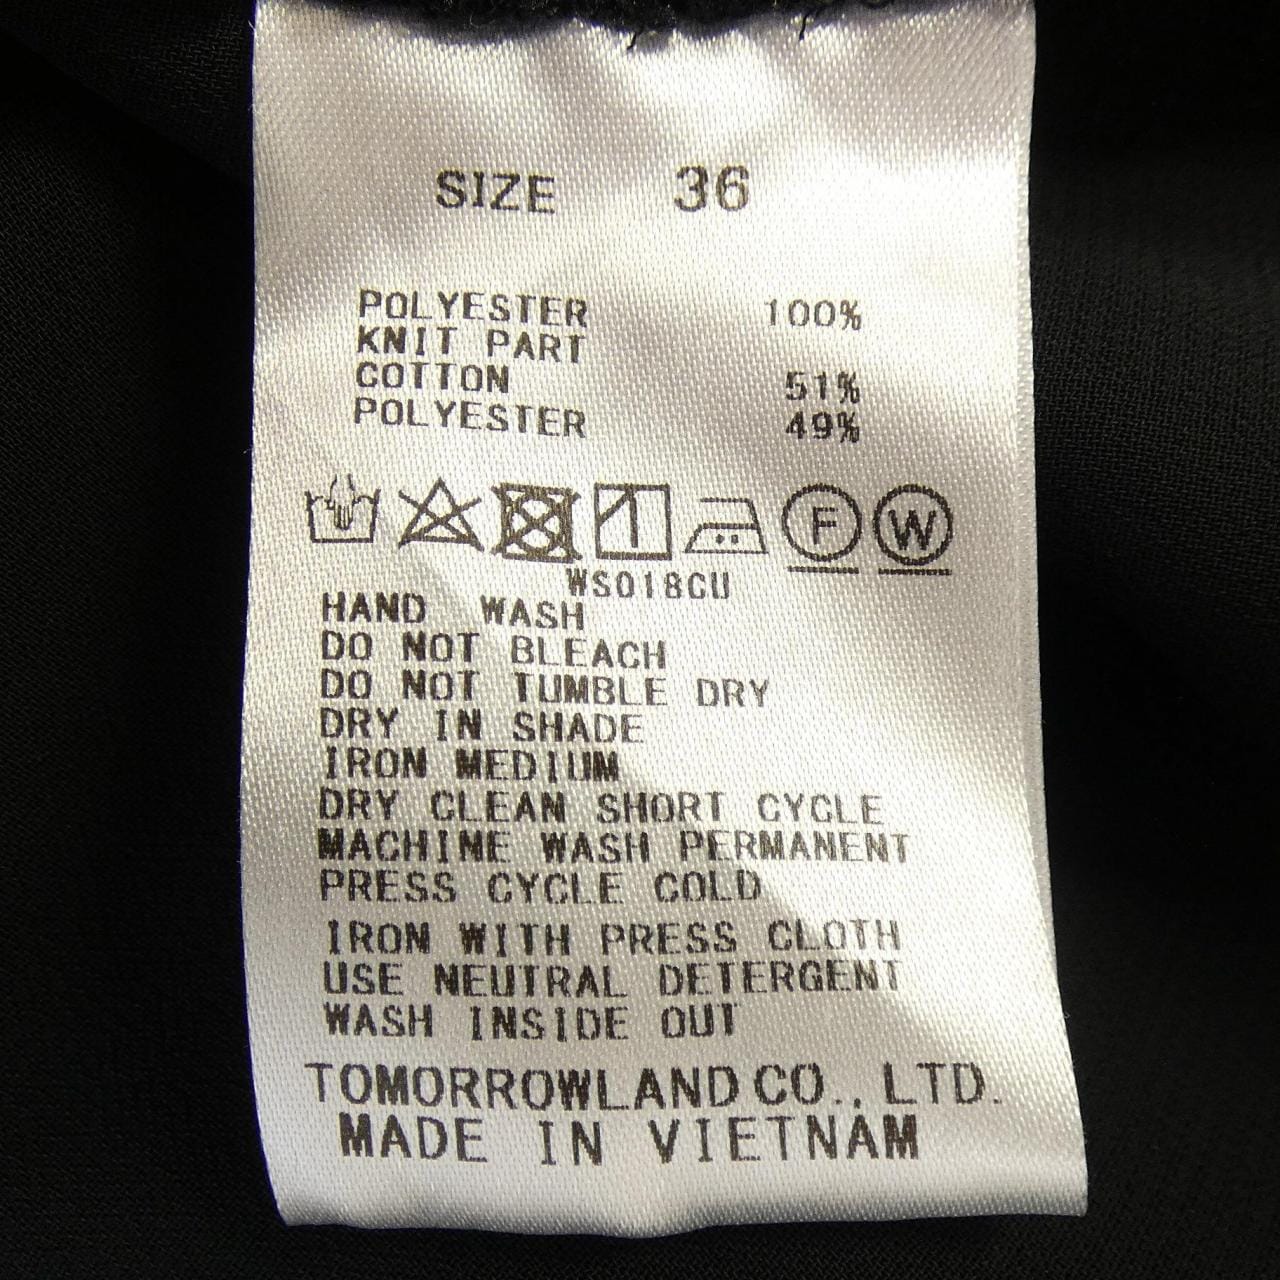 SIZE 36
POLYESTER 100%
KNIT PART
COTTON 51%
POLYESTER 49%
F W
WS018CU
HAND WASH
DO NOT BLEACH
DO NOT TUMBLE DRY
DRY IN SHADE
IRON MEDIUM
DRY CLEAN SHORT CYCLE
MACHINE WASH PERMANENT
PRESS CYCLE COLD
IRON WITH PRESS CLOTH
USE NEUTRAL DETERGENT
WASH INSIDE OUT
TOMORROWLAND CO., LTD.
MADE IN VIETNAM